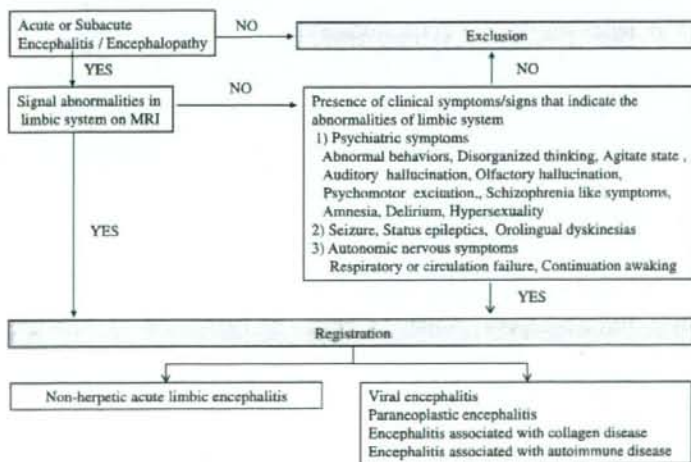 Acute or Subacute
Encephalitis / Encephalopathy
NO
Exclusion
YES
NO
Signal abnormalities in
limbic system on MRI
NO
Presence of clinical symptoms/signs that indicate the
abnormalities of limbic system
1) Psychiatric symptoms
Abnormal behaviors, Disorganized thinking, Agitate state ,
Auditory hallucination, Olfactory hallucination,
Psychomotor excitation,, Schizophrenia like symptoms,
Amnesia, Delirium, Hypersexuality
2) Seizure, Status epileptics, Orolingual dyskinesias
3) Autonomic nervous symptoms
Respiratory or circulation failure, Continuation awaking
YES
YES
Registration
Non-herpetic acute limbic encephalitis
Viral encephalitis
Paraneoplastic encephalitis
Encephalitis associated with collagen disease
Encephalitis associated with autoimmune disease